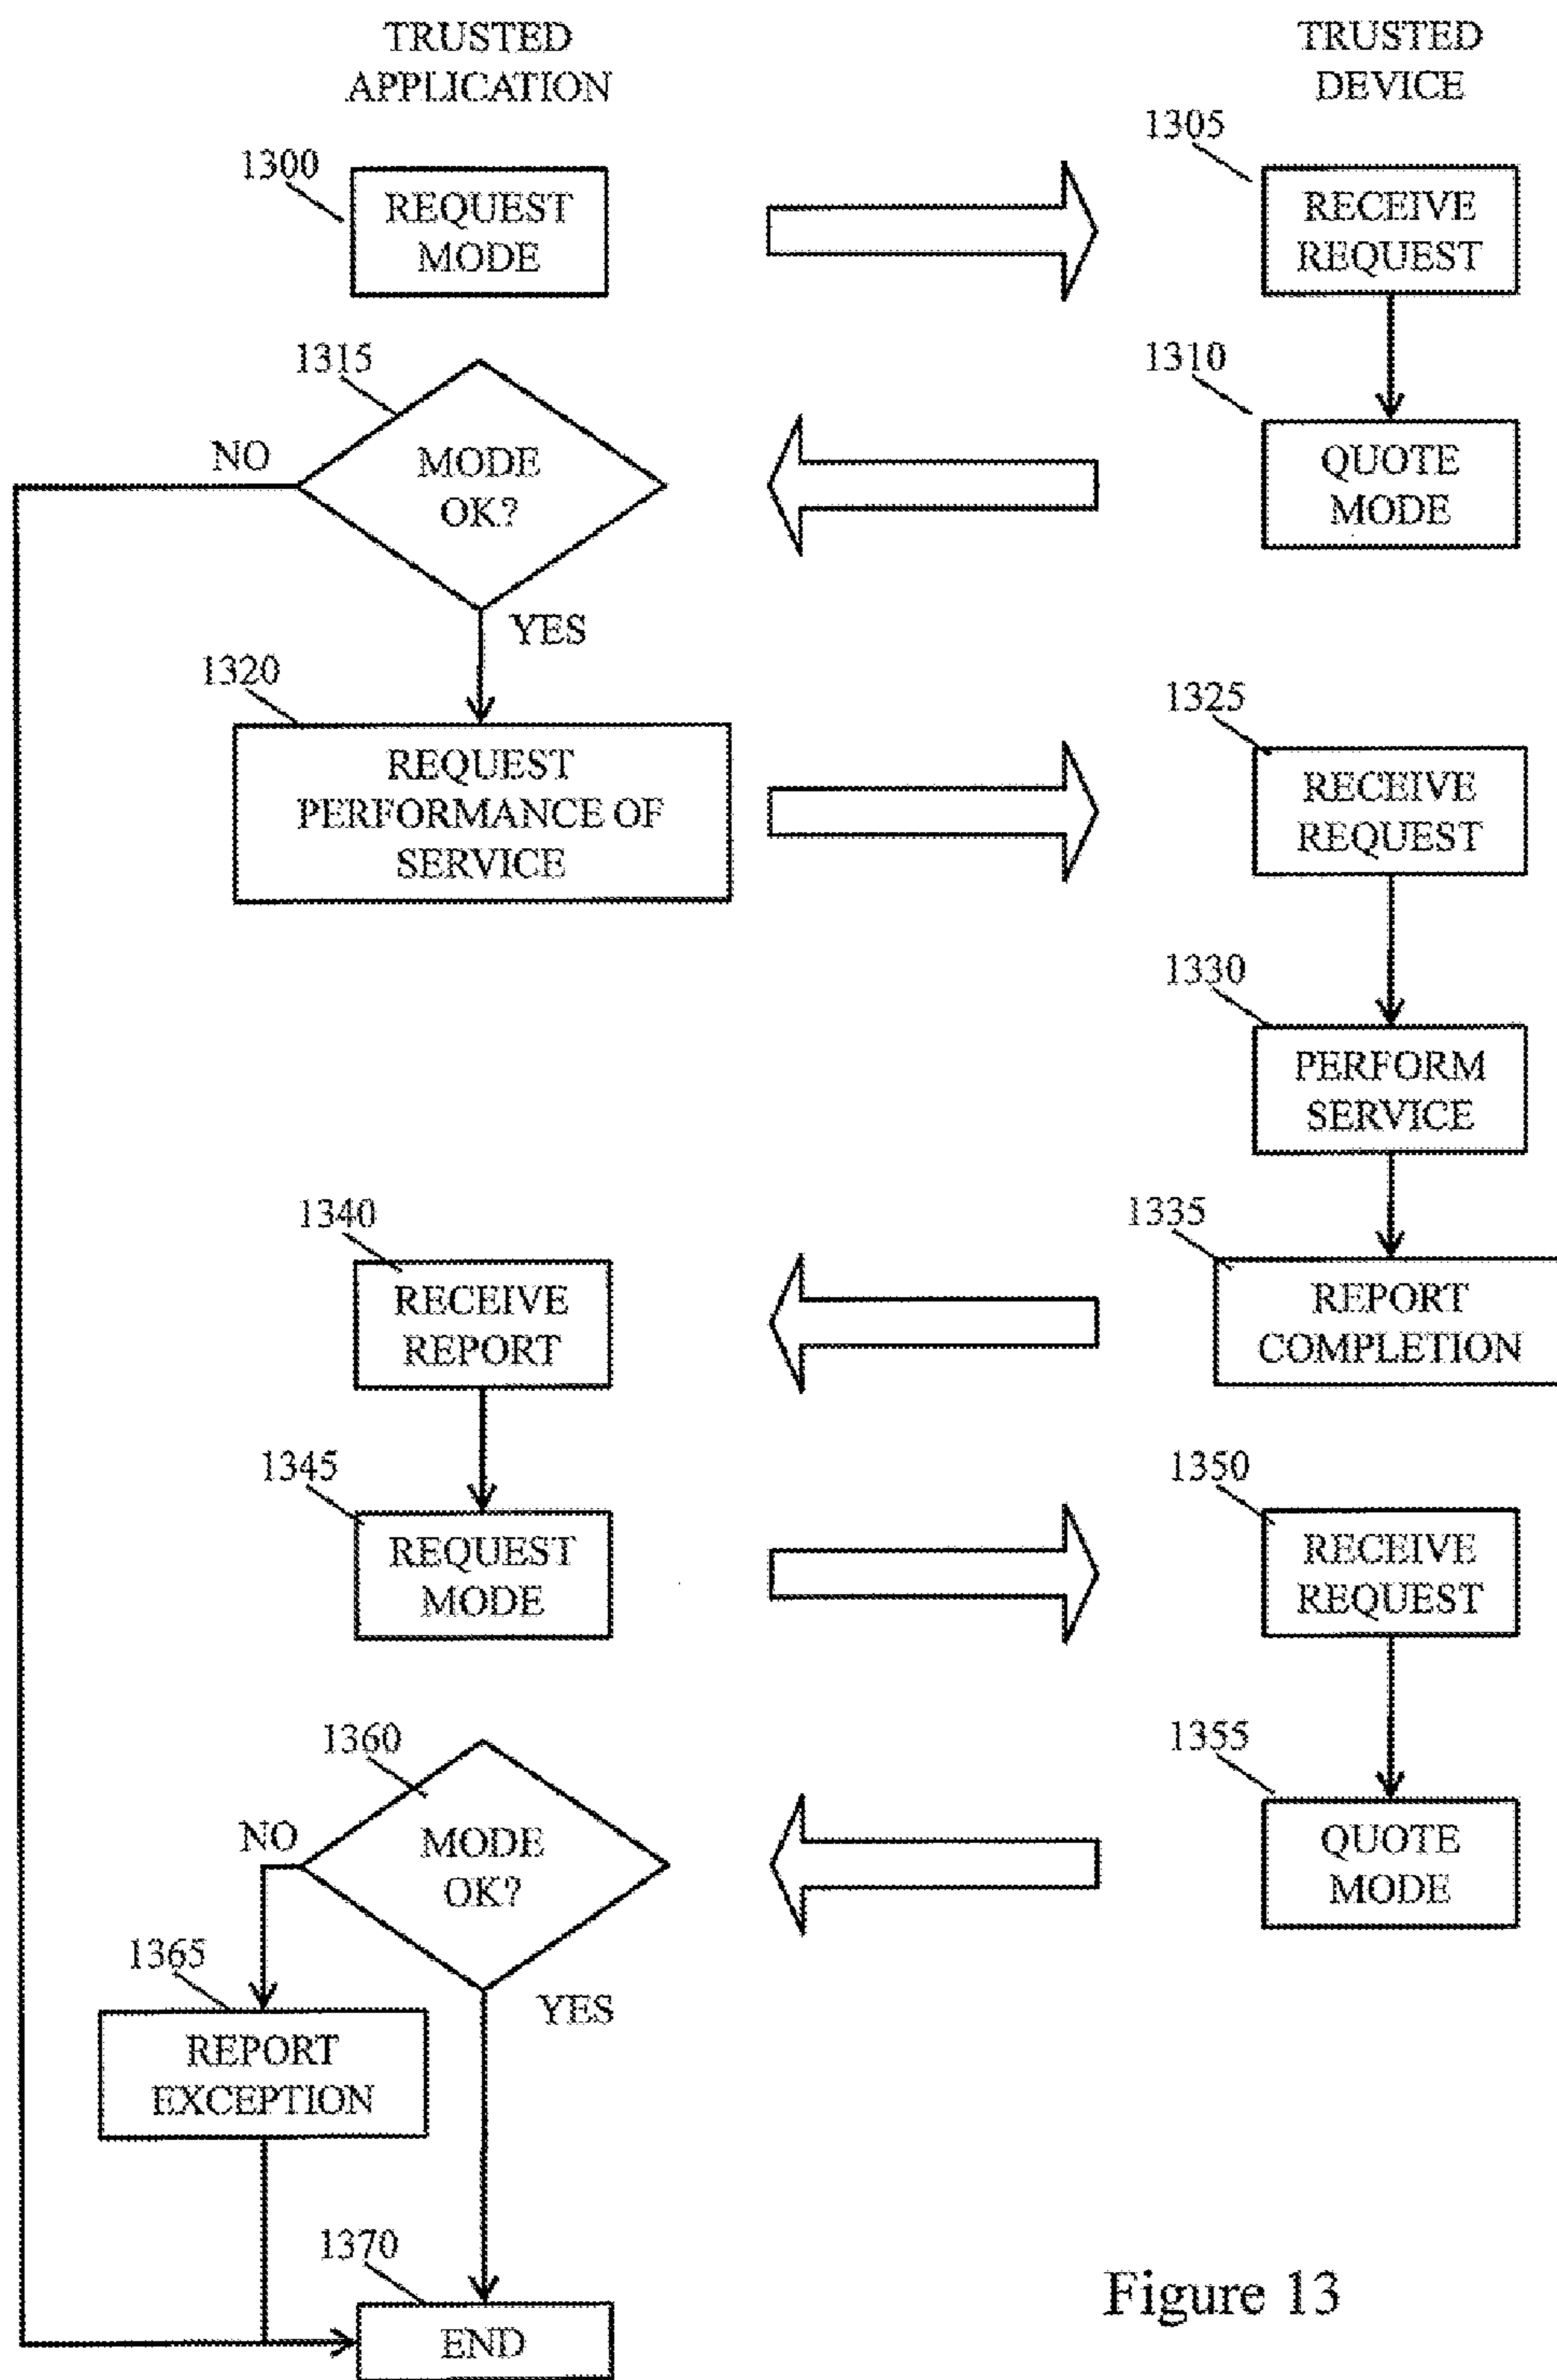 TRUSTED
APPLICATION
TRUSTED
DEVICE
1300
REQUEST
MODE
1305
RECEIVE
REQUEST
1310
QUOTE
MODE
1315
MODE
OK?
NO
YES
1320
REQUEST
PERFORMANCE OF
SERVICE
1325
RECEIVE
REQUEST
1330
PERFORM
SERVICE
1335
REPORT
COMPLETION
1340
RECEIVE
REPORT
1345
REQUEST
MODE
1350
RECEIVE
REQUEST
1355
QUOTE
MODE
1360
MODE
OK?
NO
YES
1365
REPORT
EXCEPTION
1370
END
Figure 13